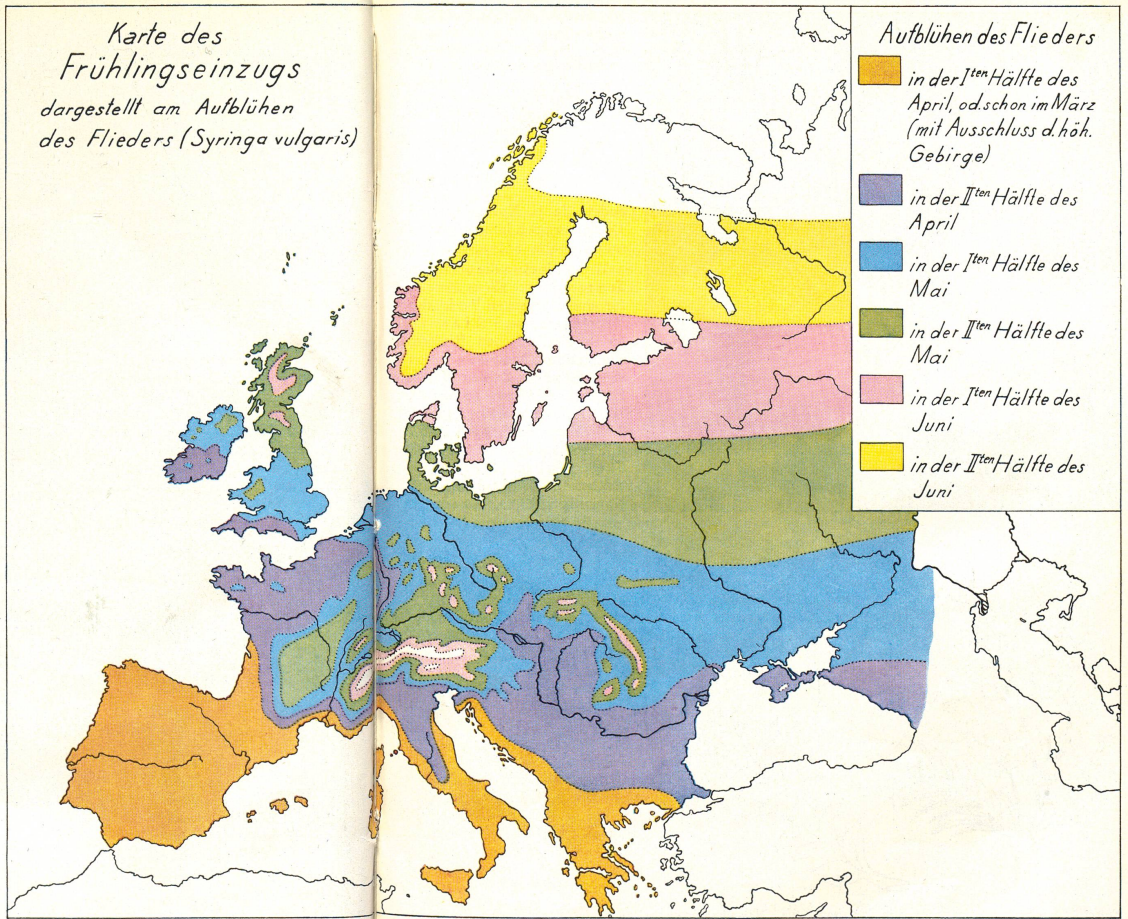 Karte des
Frühlingseinzugs
dargestellt am Aufblühen
des Flieders (Syringa vulgaris)
Aufblühen des Flieders
in der Iten Hälfte des
April, od. schon im März
(mit Ausschluss d. höh.
Gebirge)
in der IIten Hälfte des
April
in der Iten Hälfte des
Mai
in der IIten Hälfte des
Mai
in der Iten Hälfte des
Juni
in der IIten Hälfte des
Juni